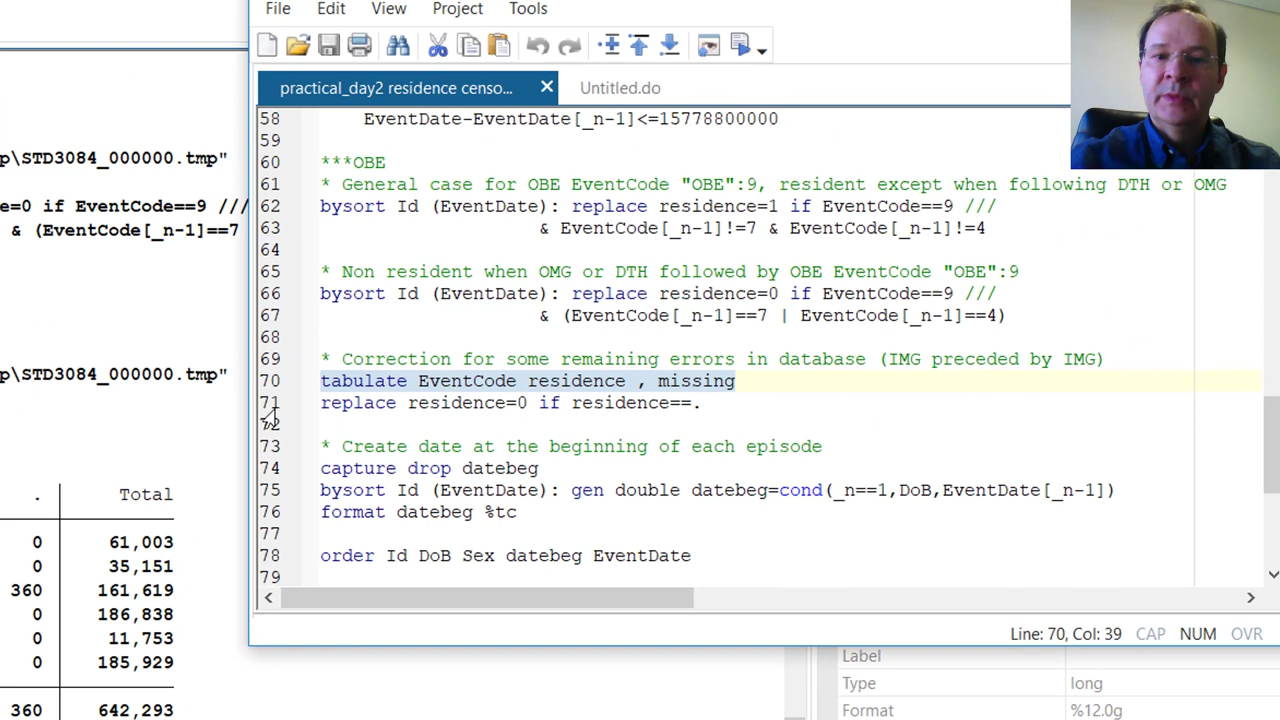 File Edit View Project Tools
practical_day2 residence censo... Untitled.do
58 EventDate-EventDate[_n-1]<=15778800000
59
60 ***OBE
61 * General case for OBE EventCode "OBE":9, resident except when following DTH or OMG
62 bysort Id (EventDate): replace residence=1 if EventCode==9 ///
63 & EventCode[_n-1]!=7 & EventCode[_n-1]!=4
64
65 * Non resident when OMG or DTH followed by OBE EventCode "OBE":9
66 bysort Id (EventDate): replace residence=0 if EventCode==9 ///
67 & (EventCode[_n-1]==7 | EventCode[_n-1]==4)
68
69 * Correction for some remaining errors in database (IMG preceded by IMG)
70 tabulate EventCode residence , missing
71 replace residence=0 if residence==.
72
73 * Create date at the beginning of each episode
74 capture drop datebeg
75 bysort Id (EventDate): gen double datebeg=cond(_n==1,DoB,EventDate[_n-1])
76 format datebeg %tc
77
78 order Id DoB Sex datebeg EventDate
79
Line: 70, Col: 39 CAP NUM OVR
p\STD3084_000000.tmp"
e=0 if EventCode==9 ///
& (EventCode[_n-1]==7
p\STD3084_000000.tmp"
. Total
0 61,003
0 35,151
360 161,619
0 186,838
0 11,753
0 185,929
360 642,293
Label
Type long
Format %12.0g